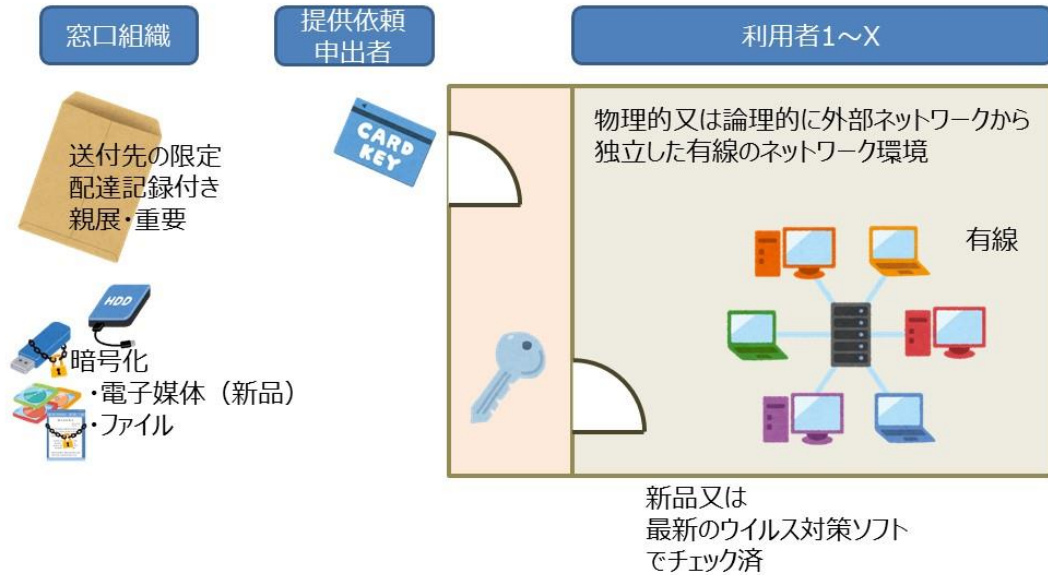 窓口組織
提供依頼
申出者
利用者1～X
送付先の限定
配達記録付き
親展・重要
CARD
KEY
物理的又は論理的に外部ネットワークから
独立した有線のネットワーク環境
有線
HDD
暗号化
・電子媒体（新品）
・ファイル
新品又は
最新のウイルス対策ソフト
でチェック済